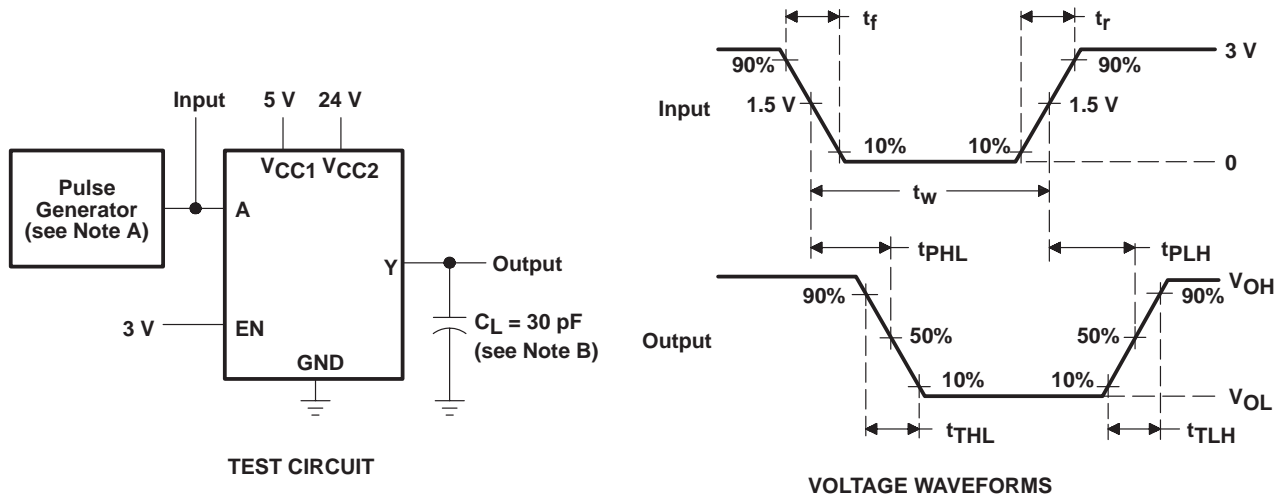 Input
5 V
24 V
VCC1
VCC2
Pulse
Generator
(see Note A)
A
Y
Output
3 V
EN
GND
CL = 30 pF
(see Note B)
TEST CIRCUIT
tf
tr
3 V
90%
90%
Input
1.5 V
1.5 V
10%
10%
0
tw
tPHL
tPLH
VOH
90%
90%
Output
50%
50%
10%
10%
VOL
tTHL
tTLH
VOLTAGE WAVEFORMS